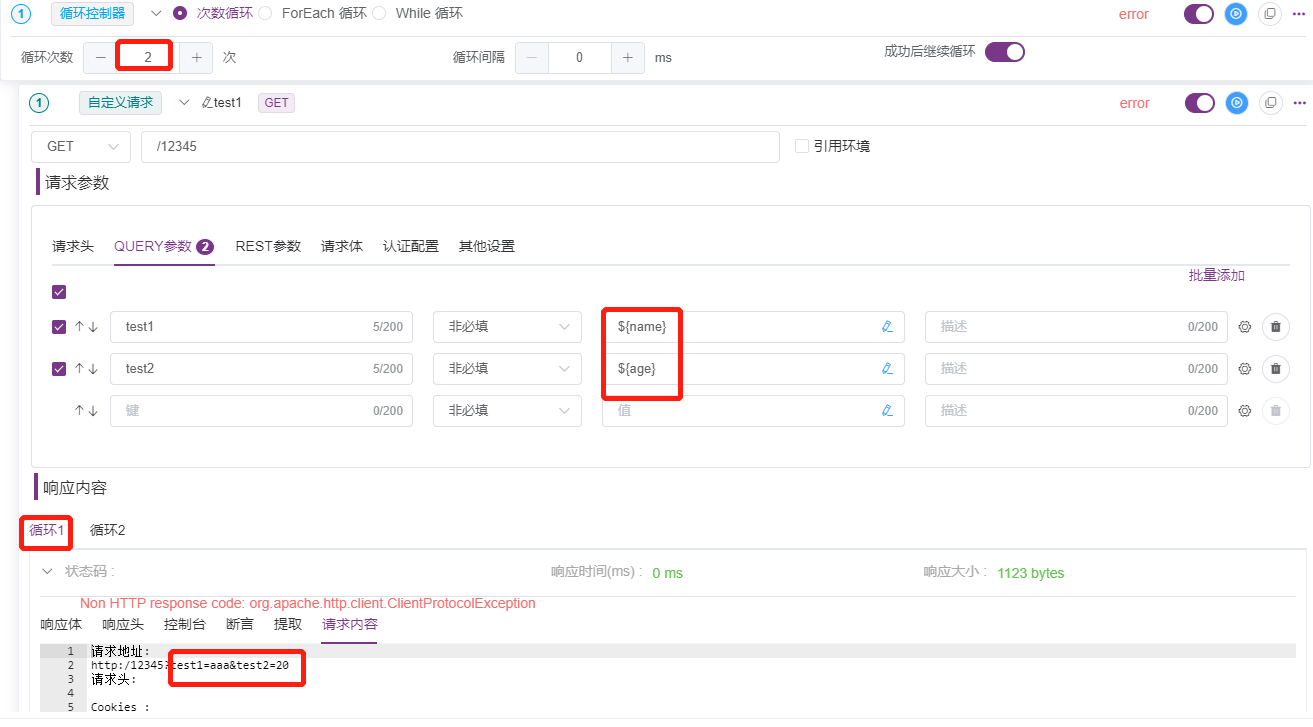 1 循环控制器 次数循环 ForEach 循环 While 循环 error
循环次数 − 2 + 次 循环间隔 − 0 + ms 成功后继续循环
1 自定义请求 test1 GET error
GET /12345 引用环境
请求参数
请求头 QUERY参数 2 REST参数 请求体 认证配置 其他设置
批量添加
test1 5/200 非必填 ${name} 描述 0/200
test2 5/200 非必填 ${age} 描述 0/200
键 0/200 非必填 值 描述 0/200
响应内容
循环1 循环2
状态码 : 响应时间(ms) : 0 ms 响应大小 : 1123 bytes
Non HTTP response code: org.apache.http.client.ClientProtocolException
响应体 响应头 控制台 断言 提取 请求内容
1 请求地址:
2 http:/12345?test1=aaa&test2=20
3 请求头:
4
5 Cookies :